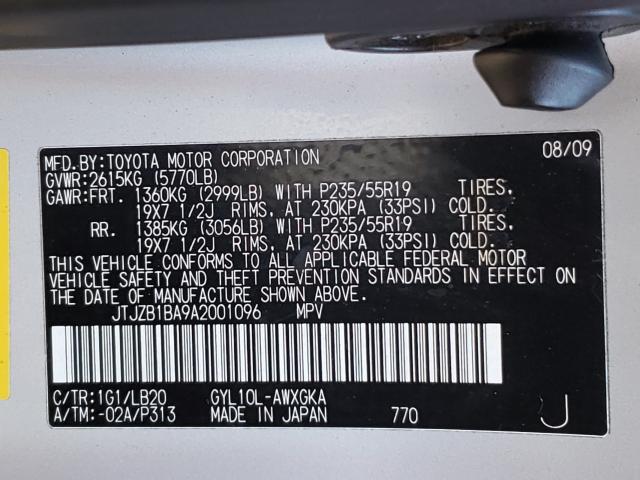 MFD.BY:TOYOTA MOTOR CORPORATION 08/09
GVWR:2615KG (5770LB)
GAWR:FRT. 1360KG (2999LB) WITH P235/55R19 TIRES,
19X7 1/2J RIMS, AT 230KPA (33PSI) COLD.
RR. 1385KG (3056LB) WITH P235/55R19 TIRES,
19X7 1/2J RIMS, AT 230KPA (33PSI) COLD.
THIS VEHICLE CONFORMS TO ALL APPLICABLE FEDERAL MOTOR
VEHICLE SAFETY AND THEFT PREVENTION STANDARDS IN EFFECT ON
THE DATE OF MANUFACTURE SHOWN ABOVE.
JTJZB1BA9A2001096 MPV
C/TR:1G1/LB20 GYL10L-AWXGKA
A/TM:-02A/P313 MADE IN JAPAN 770 J